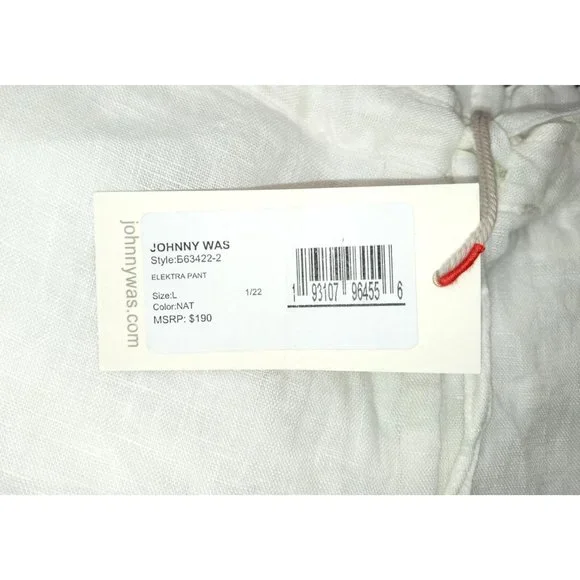 johnnywas.com
JOHNNY WAS
Style:B63422-2
ELEKTRA PANT
Size:L 1/22
Color:NAT
MSRP: $190
1 93107 96455 6